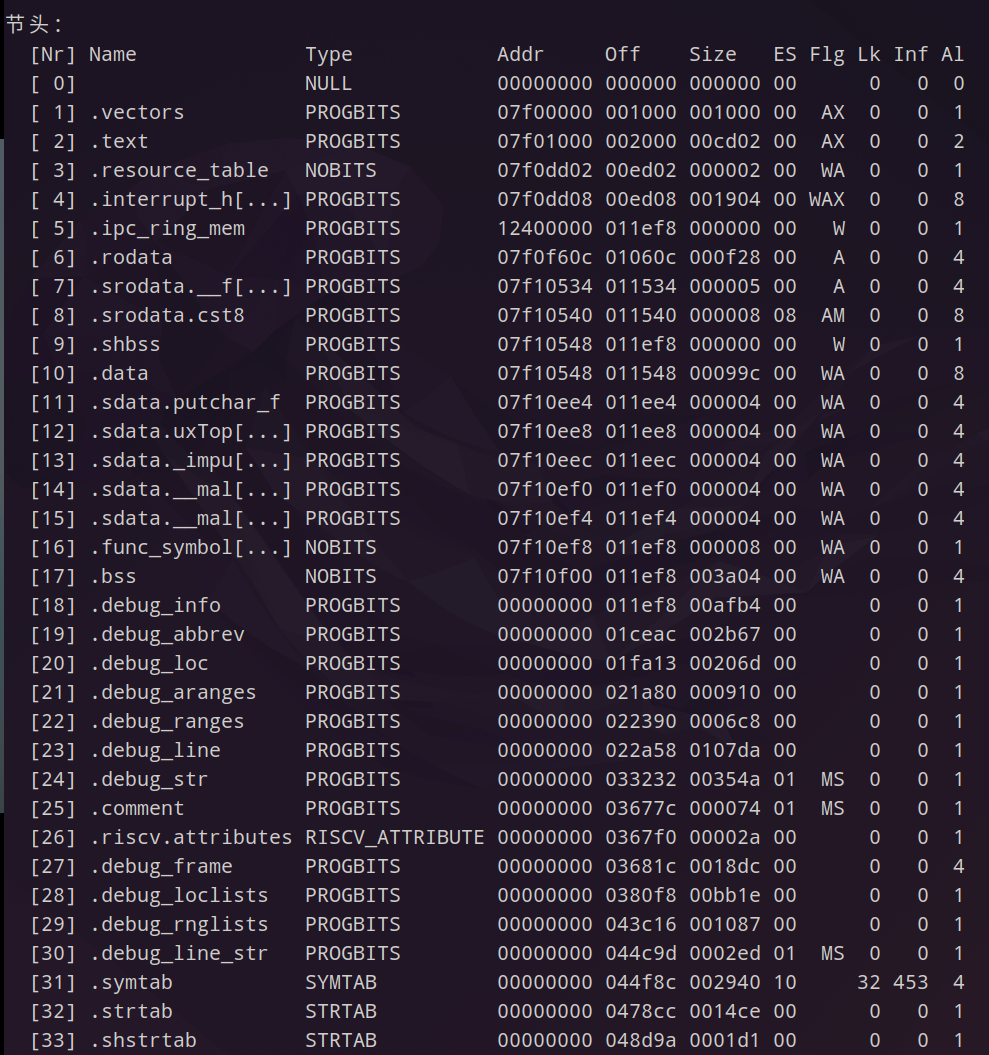 节头：
[Nr] Name Type Addr Off Size ES Flg Lk Inf Al
[ 0] NULL 00000000 000000 000000 00 0 0 0
[ 1] .vectors PROGBITS 07f00000 001000 001000 00 AX 0 0 1
[ 2] .text PROGBITS 07f01000 002000 00cd02 00 AX 0 0 2
[ 3] .resource_table NOBITS 07f0dd02 00ed02 000002 00 WA 0 0 1
[ 4] .interrupt_h[...] PROGBITS 07f0dd08 00ed08 001904 00 WAX 0 0 8
[ 5] .ipc_ring_mem PROGBITS 12400000 011ef8 000000 00 W 0 0 1
[ 6] .rodata PROGBITS 07f0f60c 01060c 000f28 00 A 0 0 4
[ 7] .srodata.__f[...] PROGBITS 07f10534 011534 000005 00 A 0 0 4
[ 8] .srodata.cst8 PROGBITS 07f10540 011540 000008 08 AM 0 0 8
[ 9] .shbss PROGBITS 07f10548 011ef8 000000 00 W 0 0 1
[10] .data PROGBITS 07f10548 011548 00099c 00 WA 0 0 8
[11] .sdata.putchar_f PROGBITS 07f10ee4 011ee4 000004 00 WA 0 0 4
[12] .sdata.uxTop[...] PROGBITS 07f10ee8 011ee8 000004 00 WA 0 0 4
[13] .sdata._impu[...] PROGBITS 07f10eec 011eec 000004 00 WA 0 0 4
[14] .sdata.__mal[...] PROGBITS 07f10ef0 011ef0 000004 00 WA 0 0 4
[15] .sdata.__mal[...] PROGBITS 07f10ef4 011ef4 000004 00 WA 0 0 4
[16] .func_symbol[...] NOBITS 07f10ef8 011ef8 000008 00 WA 0 0 1
[17] .bss NOBITS 07f10f00 011ef8 003a04 00 WA 0 0 4
[18] .debug_info PROGBITS 00000000 011ef8 00afb4 00 0 0 1
[19] .debug_abbrev PROGBITS 00000000 01ceac 002b67 00 0 0 1
[20] .debug_loc PROGBITS 00000000 01fa13 00206d 00 0 0 1
[21] .debug_aranges PROGBITS 00000000 021a80 000910 00 0 0 1
[22] .debug_ranges PROGBITS 00000000 022390 0006c8 00 0 0 1
[23] .debug_line PROGBITS 00000000 022a58 0107da 00 0 0 1
[24] .debug_str PROGBITS 00000000 033232 00354a 01 MS 0 0 1
[25] .comment PROGBITS 00000000 03677c 000074 01 MS 0 0 1
[26] .riscv.attributes RISCV_ATTRIBUTE 00000000 0367f0 00002a 00 0 0 1
[27] .debug_frame PROGBITS 00000000 03681c 0018dc 00 0 0 4
[28] .debug_loclists PROGBITS 00000000 0380f8 00bb1e 00 0 0 1
[29] .debug_rnglists PROGBITS 00000000 043c16 001087 00 0 0 1
[30] .debug_line_str PROGBITS 00000000 044c9d 0002ed 01 MS 0 0 1
[31] .symtab SYMTAB 00000000 044f8c 002940 10 32 453 4
[32] .strtab STRTAB 00000000 0478cc 0014ce 00 0 0 1
[33] .shstrtab STRTAB 00000000 048d9a 0001d1 00 0 0 1